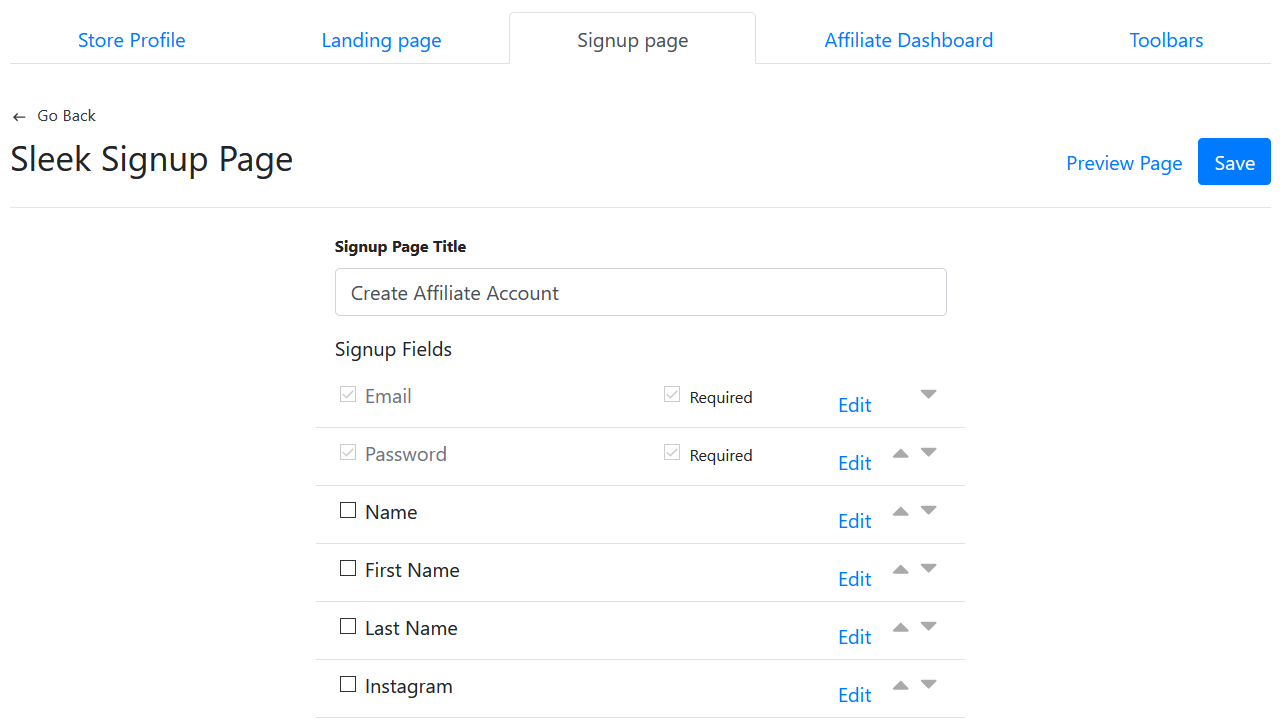 Store Profile Landing page Signup page Affiliate Dashboard Toolbars
← Go Back
Sleek Signup Page
Preview Page Save
Signup Page Title
Create Affiliate Account
Signup Fields
Email Required Edit
Password Required Edit
Name Edit
First Name Edit
Last Name Edit
Instagram Edit